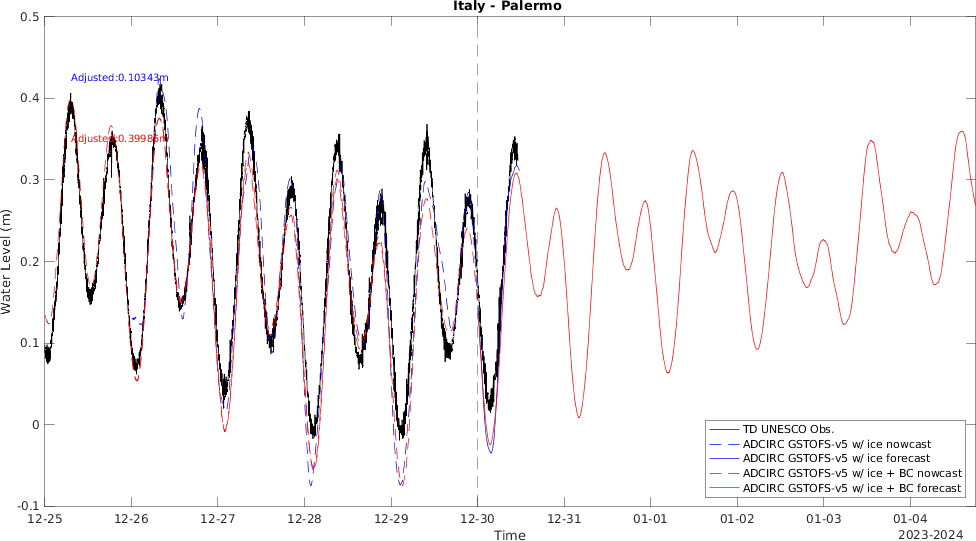 Italy - Palermo
0.5
0.4
0.3
0.2
0.1
0
-0.1
Water Level (m)
Adjusted:0.10343m
Adjusted:0.39986m
TD UNESCO Obs.
ADCIRC GSTOFS-v5 w/ ice nowcast
ADCIRC GSTOFS-v5 w/ ice forecast
ADCIRC GSTOFS-v5 w/ ice + BC nowcast
ADCIRC GSTOFS-v5 w/ ice + BC forecast
12-25 12-26 12-27 12-28 12-29 12-30 12-31 01-01 01-02 01-03 01-04
Time
2023-2024